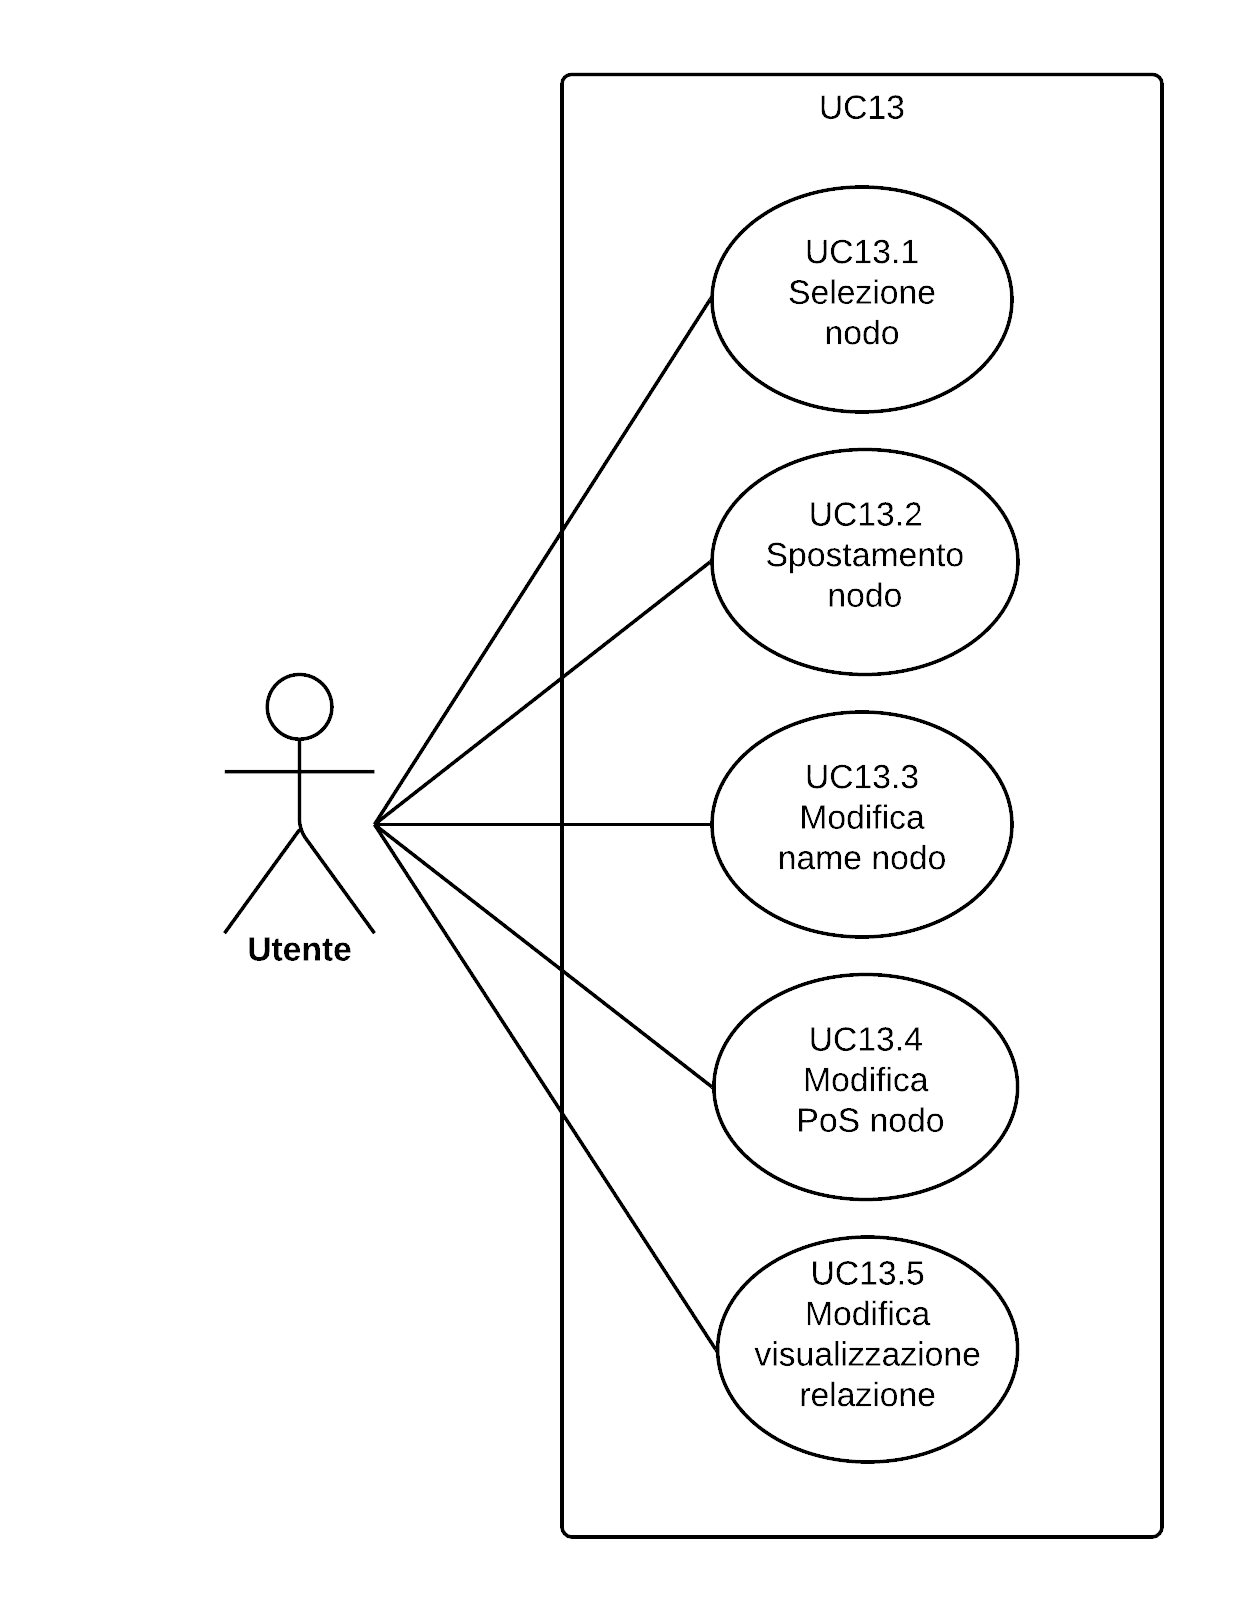 UC13
UC13.1
Selezione
nodo
UC13.2
Spostamento
nodo
UC13.3
Modifica
name nodo
Utente
UC13.4
Modifica
PoS nodo
UC13.5
Modifica
visualizzazione
relazione